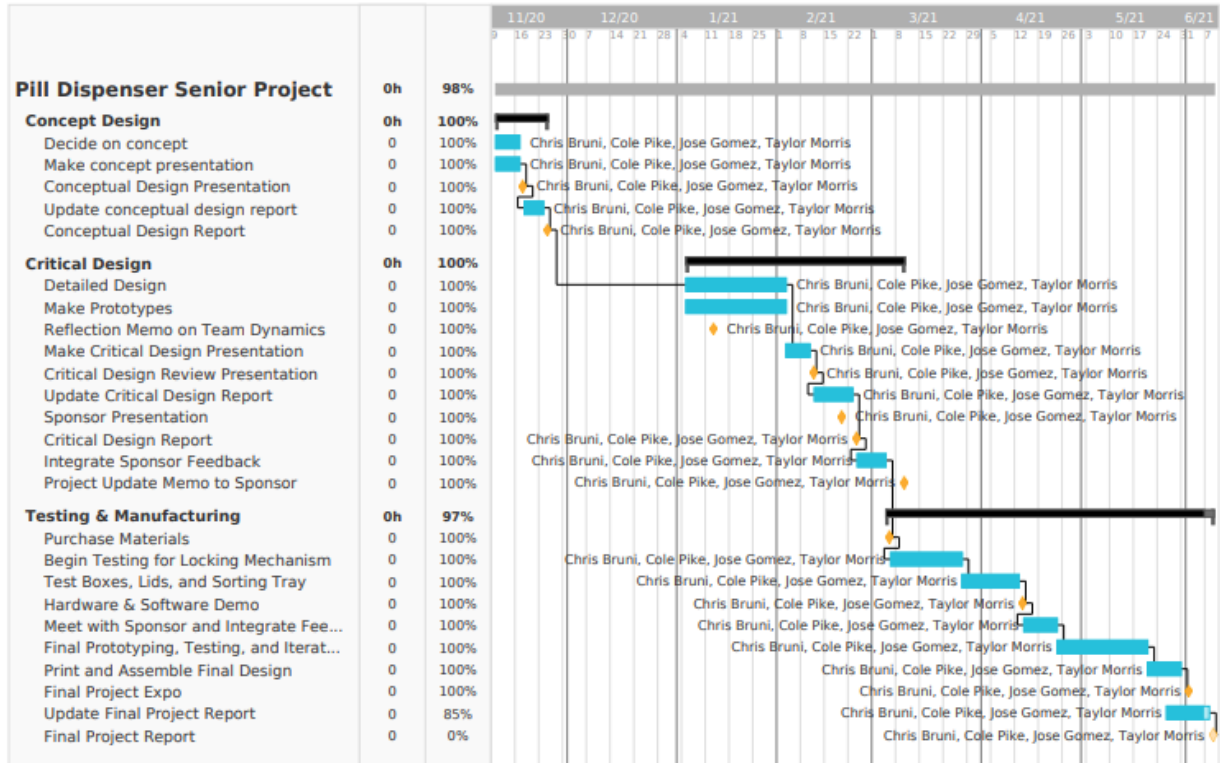 11/20 12/20 1/21 2/21 3/21 4/21 5/21 6/21
9 16 23 30 7 14 21 28 4 11 18 25 1 8 15 22 1 8 15 22 29 5 12 19 26 3 10 17 24 31 7
Pill Dispenser Senior Project 0h 98%
Concept Design 0h 100%
Decide on concept 0 100% Chris Bruni, Cole Pike, Jose Gomez, Taylor Morris
Make concept presentation 0 100% Chris Bruni, Cole Pike, Jose Gomez, Taylor Morris
Conceptual Design Presentation 0 100% Chris Bruni, Cole Pike, Jose Gomez, Taylor Morris
Update conceptual design report 0 100% Chris Bruni, Cole Pike, Jose Gomez, Taylor Morris
Conceptual Design Report 0 100% Chris Bruni, Cole Pike, Jose Gomez, Taylor Morris
Critical Design 0h 100%
Detailed Design 0 100% Chris Bruni, Cole Pike, Jose Gomez, Taylor Morris
Make Prototypes 0 100% Chris Bruni, Cole Pike, Jose Gomez, Taylor Morris
Reflection Memo on Team Dynamics 0 100% Chris Bruni, Cole Pike, Jose Gomez, Taylor Morris
Make Critical Design Presentation 0 100% Chris Bruni, Cole Pike, Jose Gomez, Taylor Morris
Critical Design Review Presentation 0 100% Chris Bruni, Cole Pike, Jose Gomez, Taylor Morris
Update Critical Design Report 0 100% Chris Bruni, Cole Pike, Jose Gomez, Taylor Morris
Sponsor Presentation 0 100% Chris Bruni, Cole Pike, Jose Gomez, Taylor Morris
Critical Design Report 0 100% Chris Bruni, Cole Pike, Jose Gomez, Taylor Morris
Integrate Sponsor Feedback 0 100% Chris Bruni, Cole Pike, Jose Gomez, Taylor Morris
Project Update Memo to Sponsor 0 100% Chris Bruni, Cole Pike, Jose Gomez, Taylor Morris
Testing & Manufacturing 0h 97%
Purchase Materials 0 100%
Begin Testing for Locking Mechanism 0 100% Chris Bruni, Cole Pike, Jose Gomez, Taylor Morris
Test Boxes, Lids, and Sorting Tray 0 100% Chris Bruni, Cole Pike, Jose Gomez, Taylor Morris
Hardware & Software Demo 0 100% Chris Bruni, Cole Pike, Jose Gomez, Taylor Morris
Meet with Sponsor and Integrate Fee... 0 100% Chris Bruni, Cole Pike, Jose Gomez, Taylor Morris
Final Prototyping, Testing, and Iterat... 0 100% Chris Bruni, Cole Pike, Jose Gomez, Taylor Morris
Print and Assemble Final Design 0 100% Chris Bruni, Cole Pike, Jose Gomez, Taylor Morris
Final Project Expo 0 100% Chris Bruni, Cole Pike, Jose Gomez, Taylor Morris
Update Final Project Report 0 85% Chris Bruni, Cole Pike, Jose Gomez, Taylor Morris
Final Project Report 0 0% Chris Bruni, Cole Pike, Jose Gomez, Taylor Morris